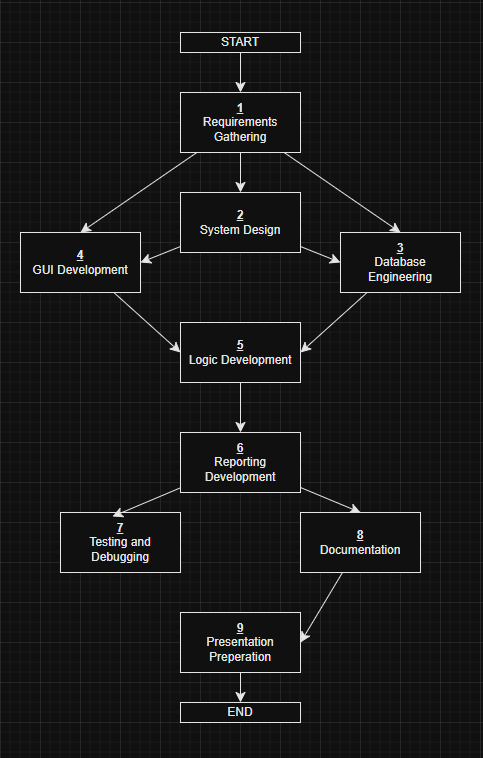 START
1
Requirements
Gathering
2
System Design
4
GUI Development
3
Database
Engineering
5
Logic Development
6
Reporting
Development
7
Testing and
Debugging
8
Documentation
9
Presentation
Preperation
END